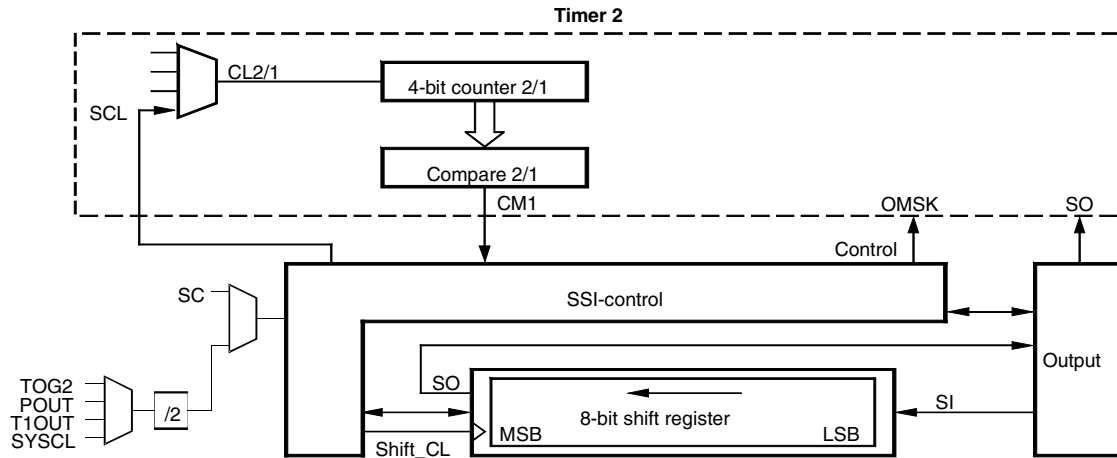 Timer 2
CL2/1
4-bit counter 2/1
SCL
Compare 2/1
CM1
OMSK
SO
Control
SC
SSI-control
TOG2
POUT
T1OUT
SYSCL
/2
SO
8-bit shift register
MSB
LSB
SI
Output
Shift_CL